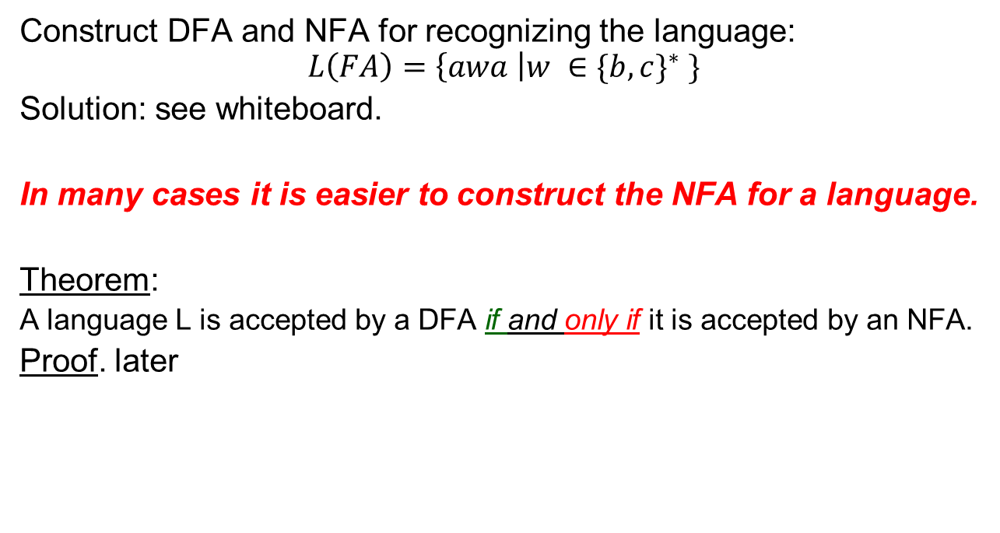 Construct DFA and NFA for recognizing the language:
L(FA) = {awa |w ∈ {b, c}* }
Solution: see whiteboard.
In many cases it is easier to construct the NFA for a language.
Theorem:
A language L is accepted by a DFA if and only if it is accepted by an NFA.
Proof. later